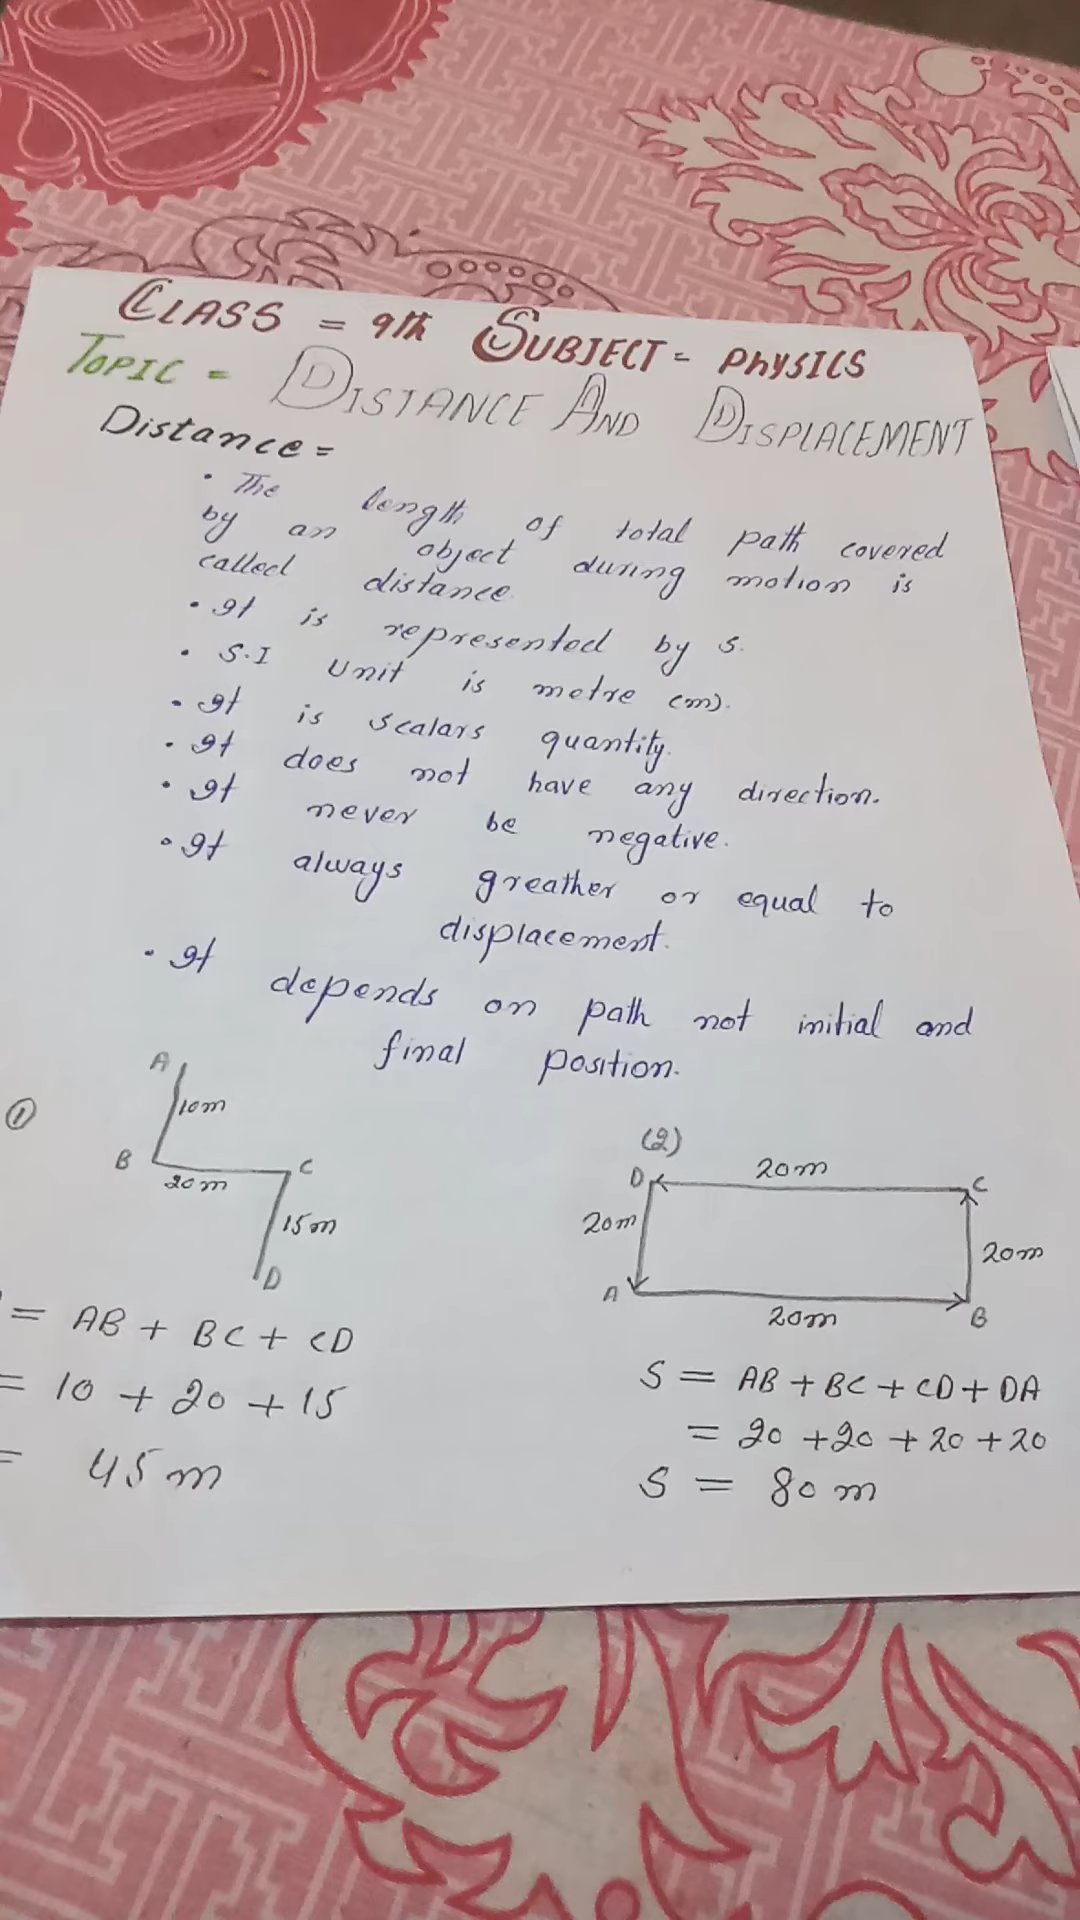 CLASS = 9th SUBJECT = PHYSICS
TOPIC = DISTANCE AND DISPLACEMENT
Distance =
• The length of total path covered
by an object during motion is
called distance.
• It is represented by s.
• S.I Unit is metre (m).
• It is scalars quantity.
• It does not have any direction.
• It never be negative.
• It always greather or equal to
displacement.
• It depends on path not initial and
final position.
①
A
10m
B
20m
C
15m
D
= AB + BC + CD
= 10 + 20 + 15
= 45 m
(2)
D
20m
C
20m
20m
A
20m
B
S = AB + BC + CD + DA
= 20 + 20 + 20 + 20
S = 80 m